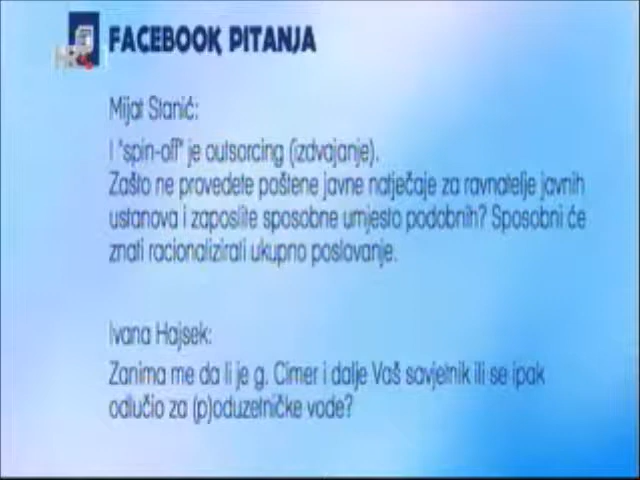 FACEBOOK PITANJA
Mijat Stanić:
I "spin-off" je outsorcing (izdvajanje).
Zašto ne provedete poštene javne natječaje za ravnatelje javnih
ustanova i zaposlite sposobne umjesto podobnih? Sposobni će
znati racionalizirati ukupno poslovanje.
Ivana Hajsek:
Zanima me da li je g. Cimer i dalje Vaš savjetnik ili se ipak
odlučio za (p)oduzetničke vode?